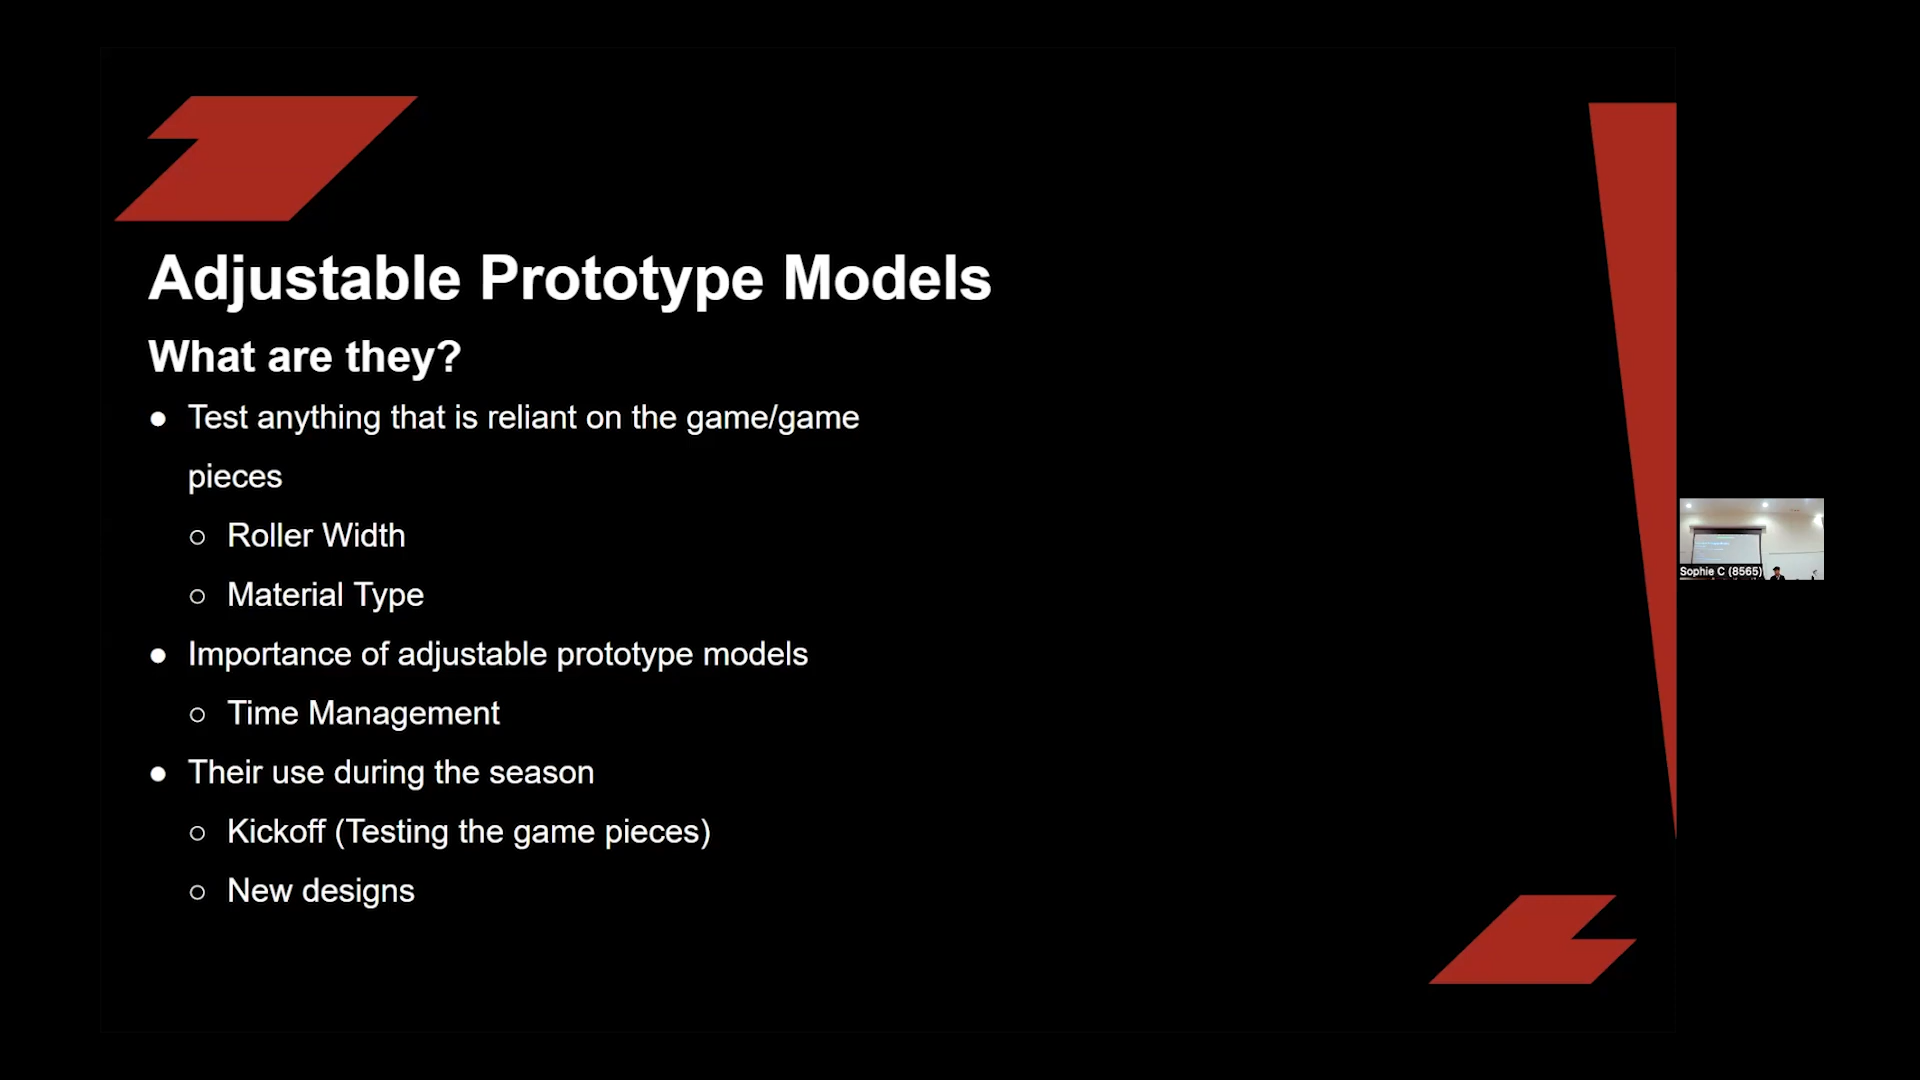 Adjustable Prototype Models
What are they?
● Test anything that is reliant on the game/game
pieces
○ Roller Width
○ Material Type
● Importance of adjustable prototype models
○ Time Management
● Their use during the season
○ Kickoff (Testing the game pieces)
○ New designs
Sophie C (8565)